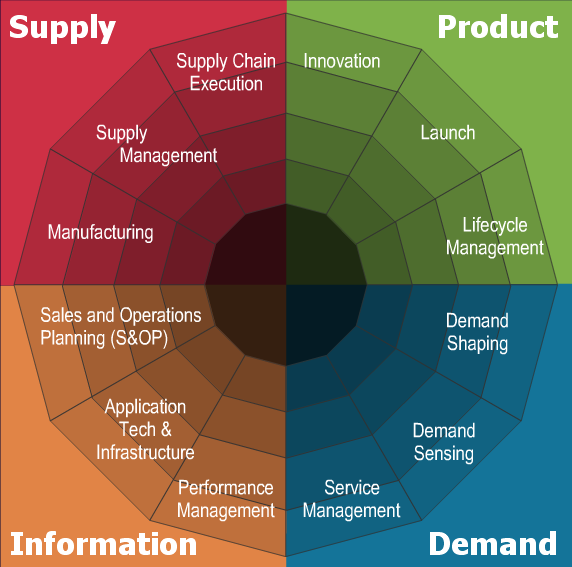 Supply
Product
Supply Chain
Execution
Innovation
Supply
Management
Launch
Manufacturing
Lifecycle
Management
Sales and Operations
Planning (S&OP)
Demand
Shaping
Application
Tech &
Infrastructure
Demand
Sensing
Performance
Management
Service
Management
Information
Demand